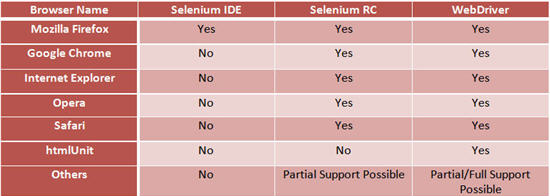 Browser Name Selenium IDE Selenium RC WebDriver
Mozilla Firefox Yes Yes Yes
Google Chrome No Yes Yes
Internet Explorer No Yes Yes
Opera No Yes Yes
Safari No Yes Yes
htmlUnit No No Yes
Others No Partial Support Possible Partial/Full Support
Possible